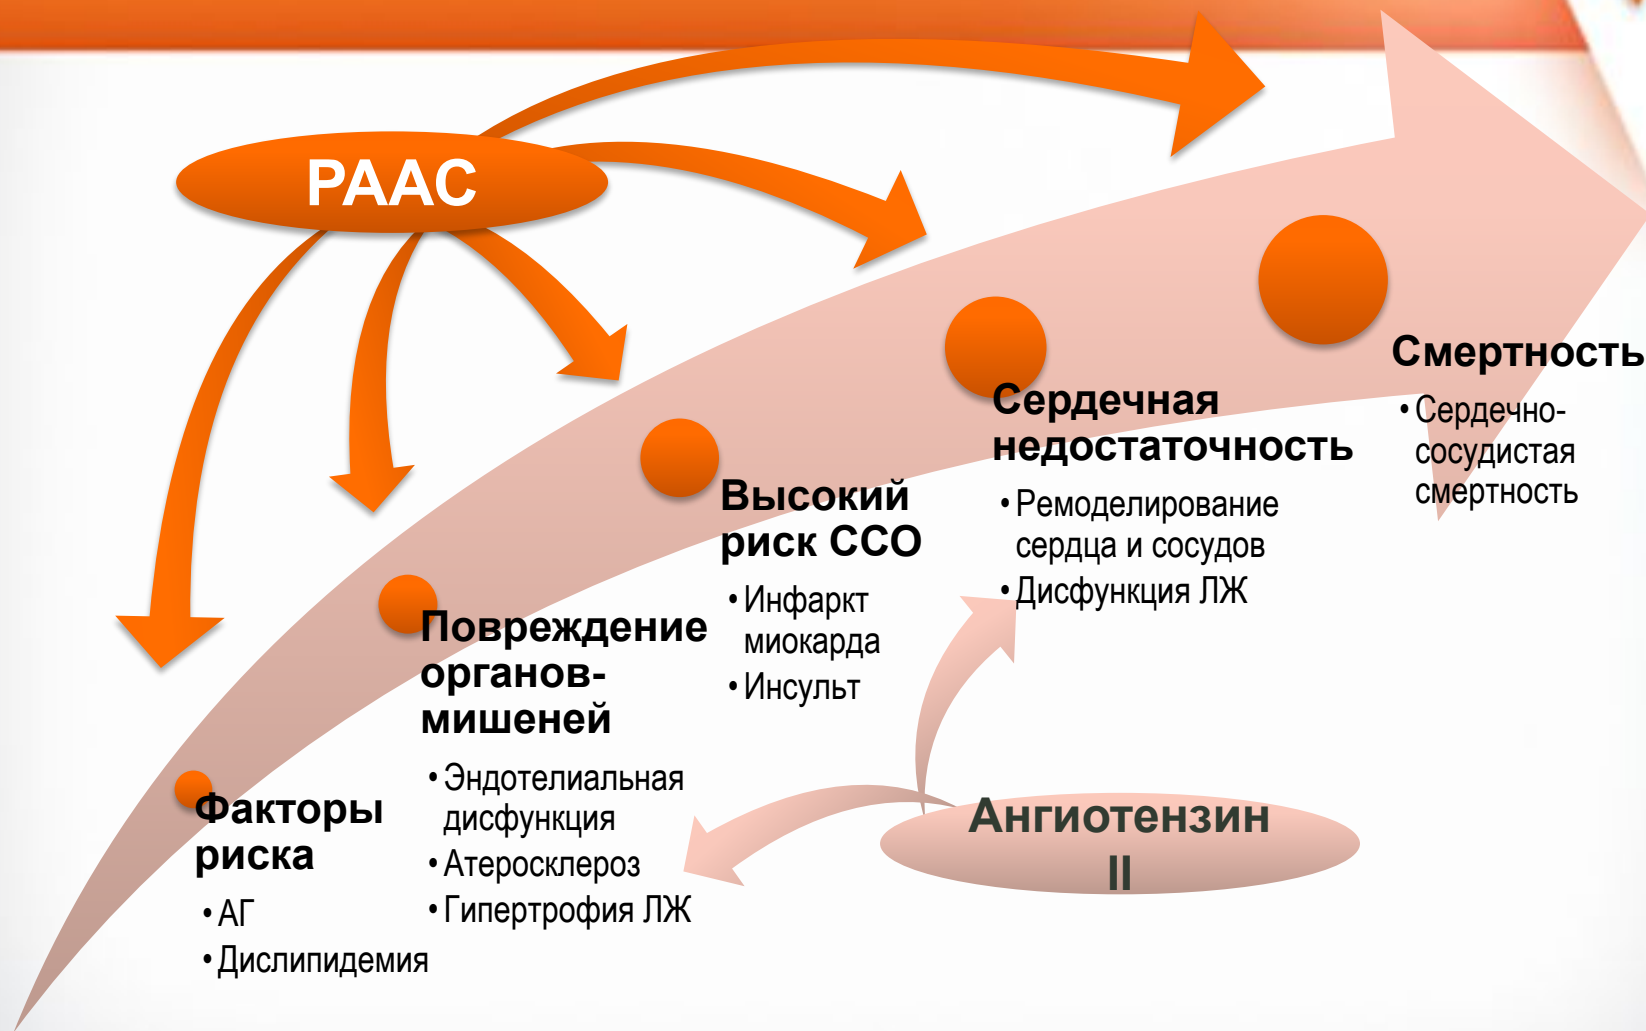 РААС
Факторы
риска
• АГ
• Дислипидемия
Повреждение
органов-
мишеней
• Эндотелиальная
дисфункция
• Атеросклероз
• Гипертрофия ЛЖ
Высокий
риск ССО
• Инфаркт
миокарда
• Инсульт
Сердечная
недостаточность
• Ремоделирование
сердца и сосудов
• Дисфункция ЛЖ
Смертность
• Сердечно-
сосудистая
смертность
Ангиотензин
II